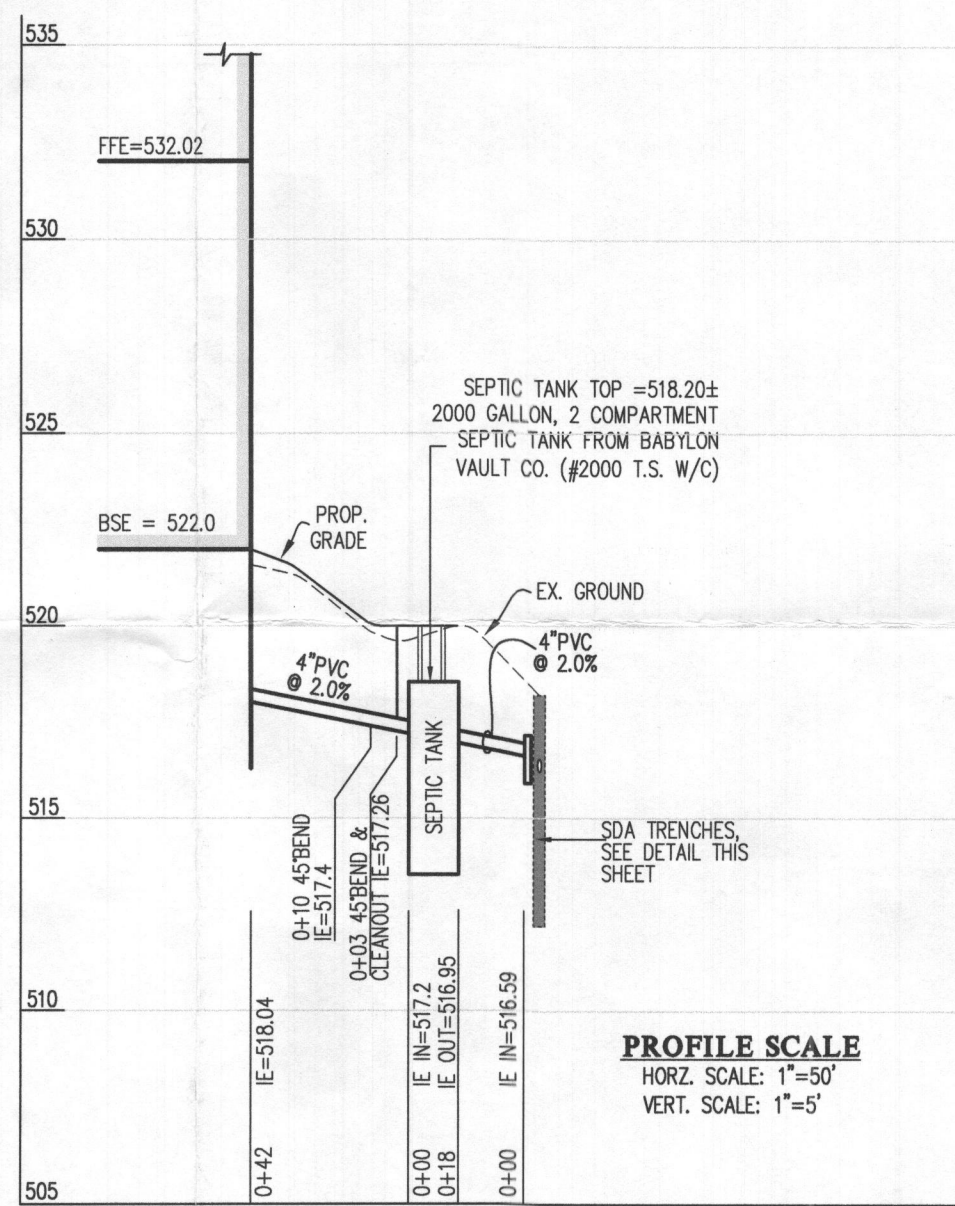 535
FFE=532.02
530
SEPTIC TANK TOP =518.20±
2000 GALLON, 2 COMPARTMENT
SEPTIC TANK FROM BABYLON
VAULT CO. (#2000 T.S. W/C)
525
BSE = 522.0
PROP.
GRADE
EX. GROUND
520
4"PVC
@ 2.0%
4"PVC
@ 2.0%
SEPTIC TANK
515
SDA TRENCHES,
SEE DETAIL THIS
SHEET
0+10 45°BEND
IE=517.4
0+03 45°BEND &
CLEANOUT IE=517.26
510
IE=518.04
IE IN=517.2
IE OUT=516.95
IE IN=516.59
PROFILE SCALE
HORZ. SCALE: 1"=50'
VERT. SCALE: 1"=5'
505
0+42
0+00
0+18
0+00